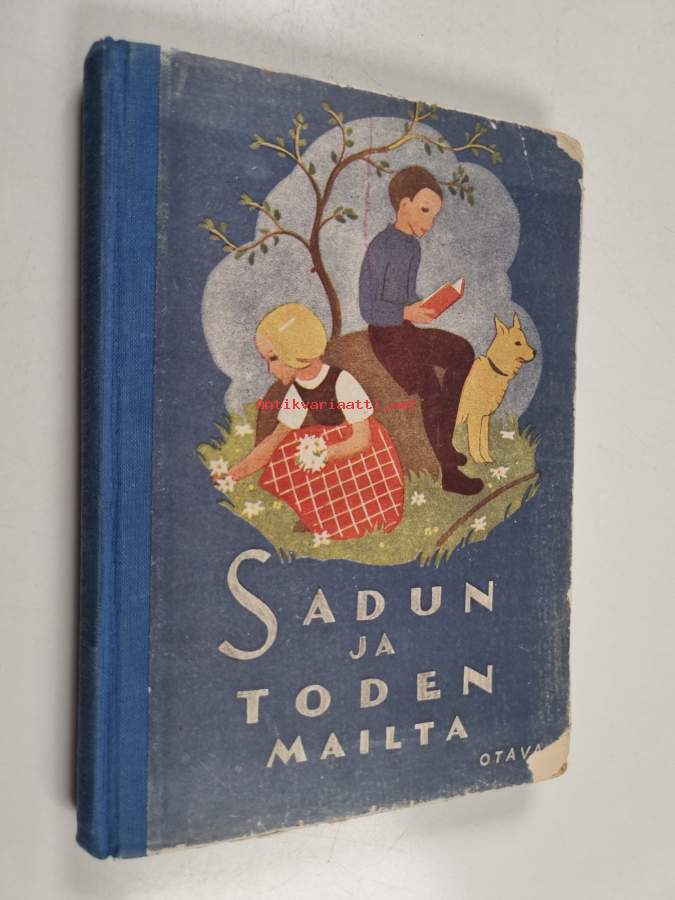 Antikvariaatti.net
SADUN
JA
TODEN
MAILTA
OTAVA